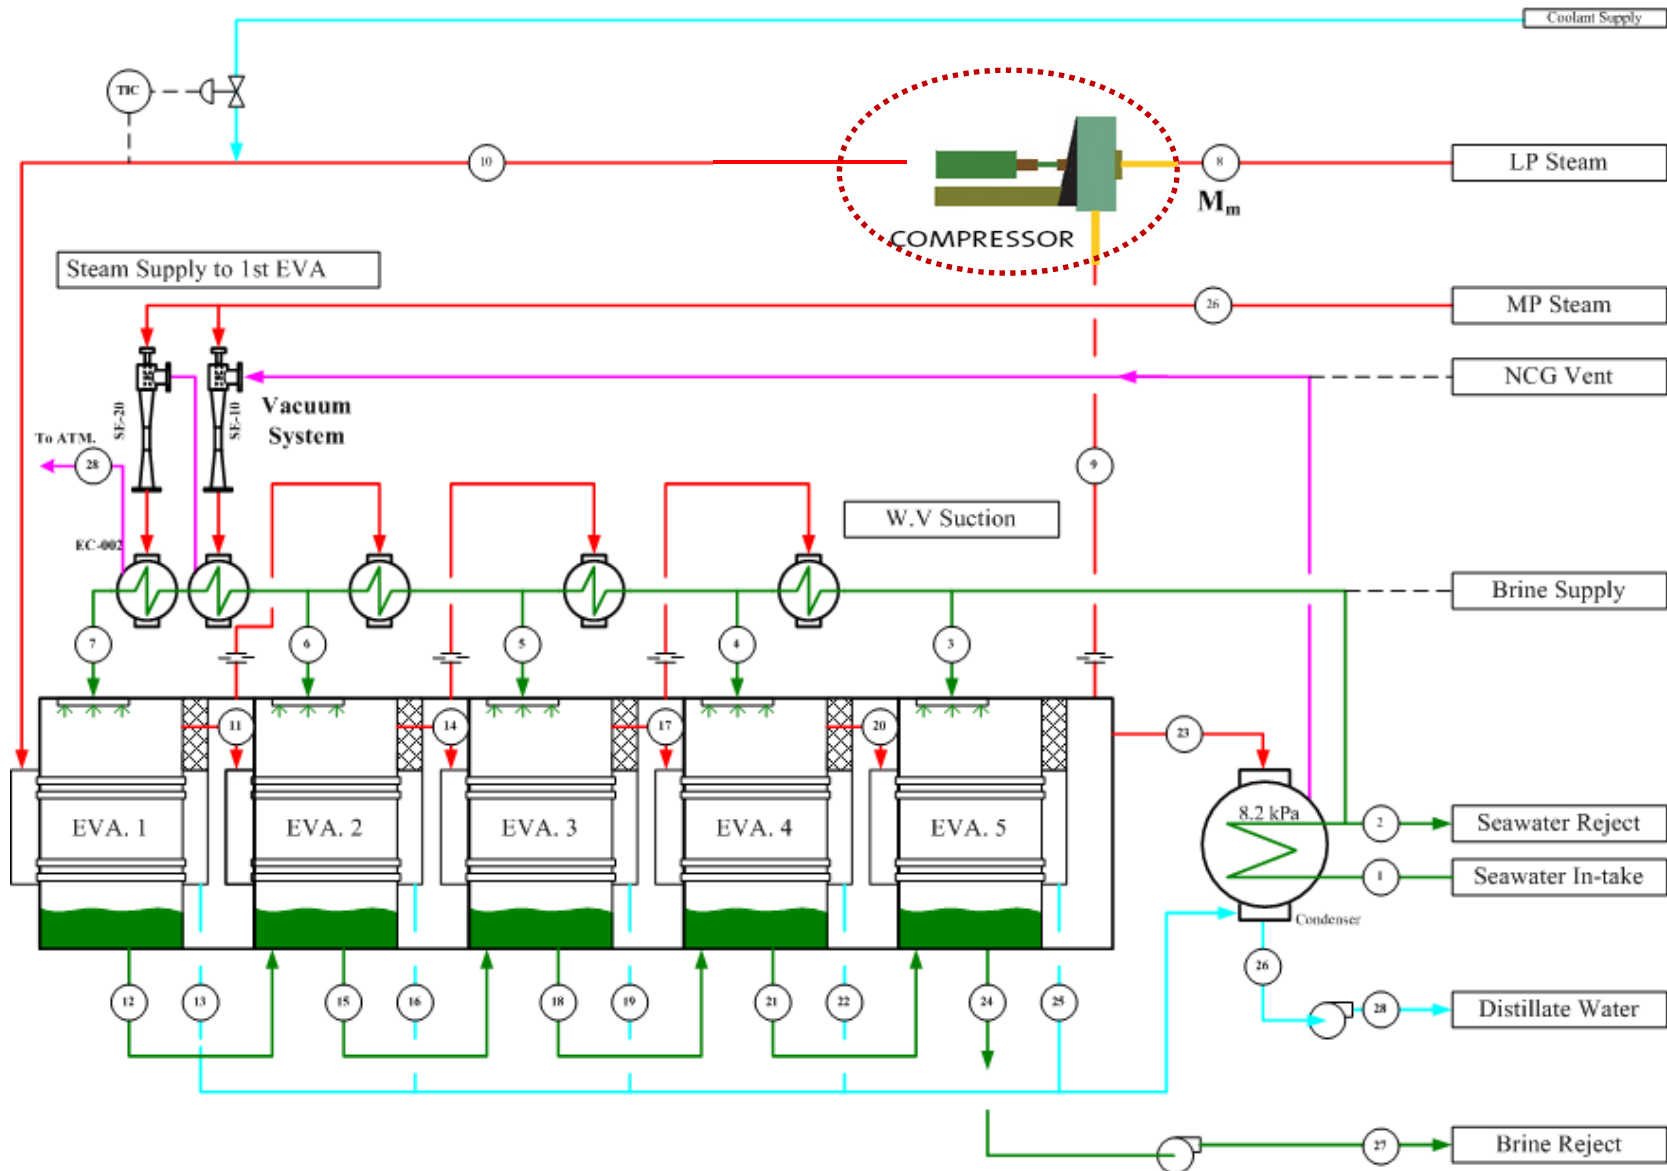 Coolant Supply
TIC
10
8
LP Steam
M_m
COMPRESSOR
Steam Supply to 1st EVA
26
MP Steam
NCG Vent
SE-20
SE-10
Vacuum
System
To ATM.
28
9
W.V Suction
EC-002
Brine Supply
7
6
5
4
3
11
14
17
20
23
EVA. 1
EVA. 2
EVA. 3
EVA. 4
EVA. 5
8.2 kPa
2
Seawater Reject
1
Seawater In-take
Condenser
26
12
13
15
16
18
19
21
22
24
25
28
Distillate Water
27
Brine Reject